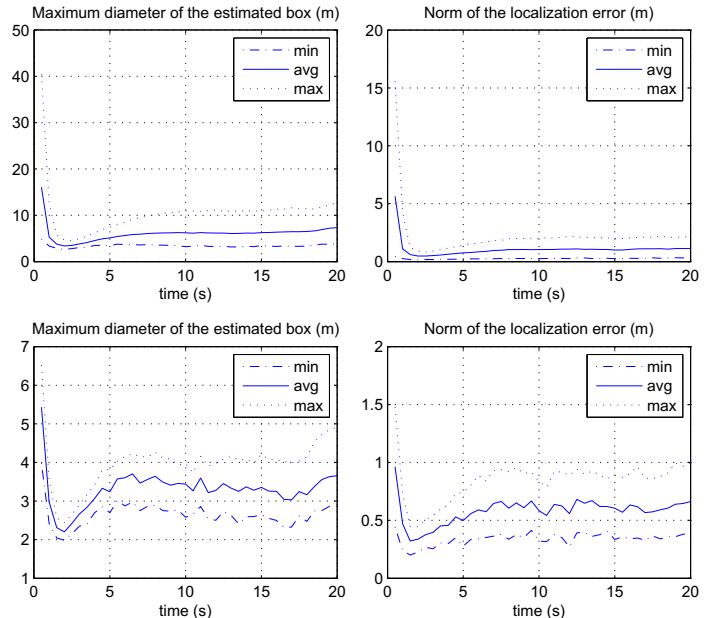 Maximum diameter of the estimated box (m)
50
40
30
20
10
0
0
5
10
15
20
time (s)
min
avg
max
Norm of the localization error (m)
20
15
10
5
0
0
5
10
15
20
time (s)
min
avg
max
Maximum diameter of the estimated box (m)
7
6
5
4
3
2
1
0
5
10
15
20
time (s)
min
avg
max
Norm of the localization error (m)
2
1.5
1
0.5
0
0
5
10
15
20
time (s)
min
avg
max